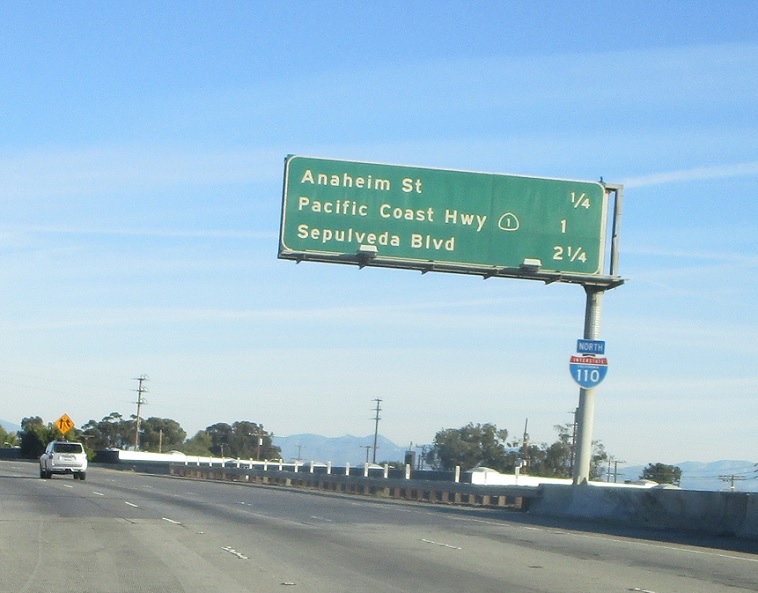 Anaheim St 1/4
Pacific Coast Hwy 1 1
Sepulveda Blvd 2 1/4
NORTH
INTERSTATE
110